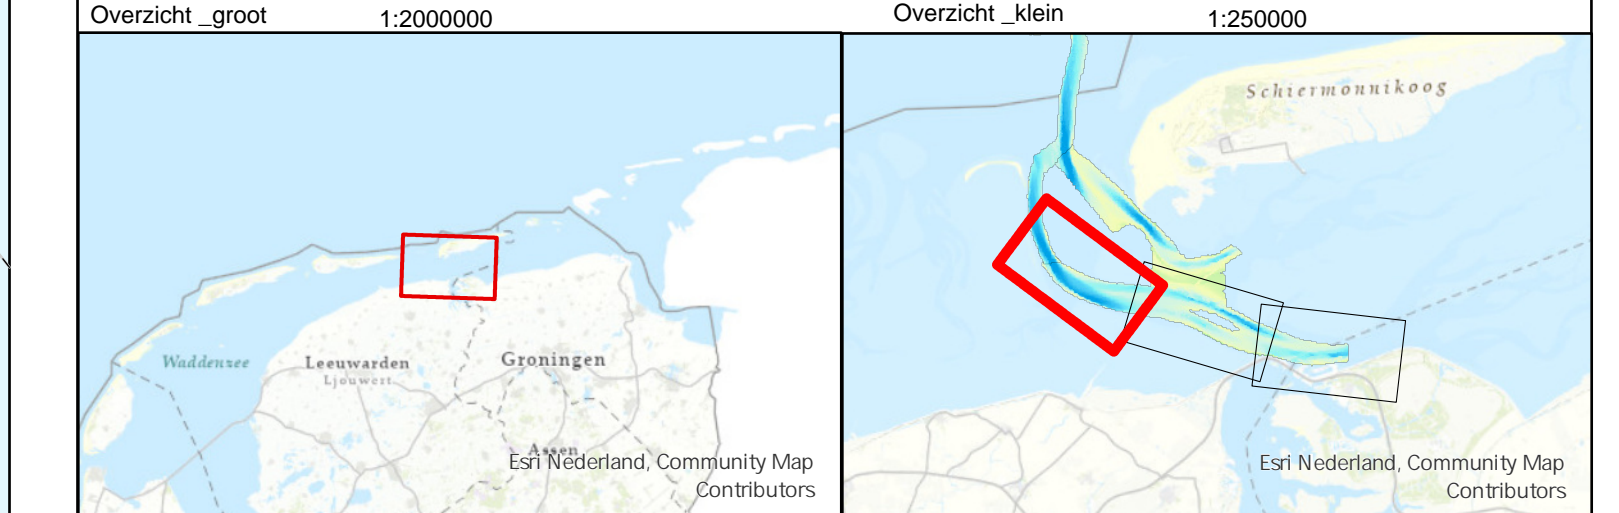 Overzicht _groot 1:2000000
Waddenzee
Leeuwarden
Ljouwert
Groningen
Assen
Esri Nederland, Community Map
Contributors
Overzicht _klein 1:250000
Schiermonnikoog
Esri Nederland, Community Map
Contributors